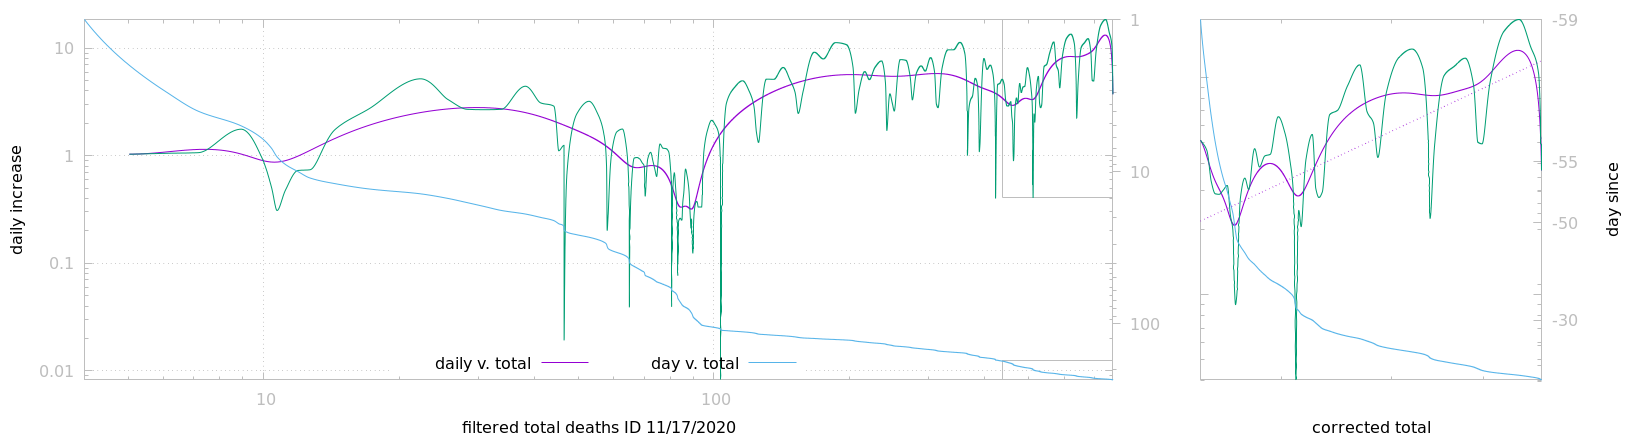 10
1
0.1
0.01
daily increase
10
100
filtered total deaths ID 11/17/2020
daily v. total
day v. total
1
10
100
-59
-55
-50
-30
day since
corrected total